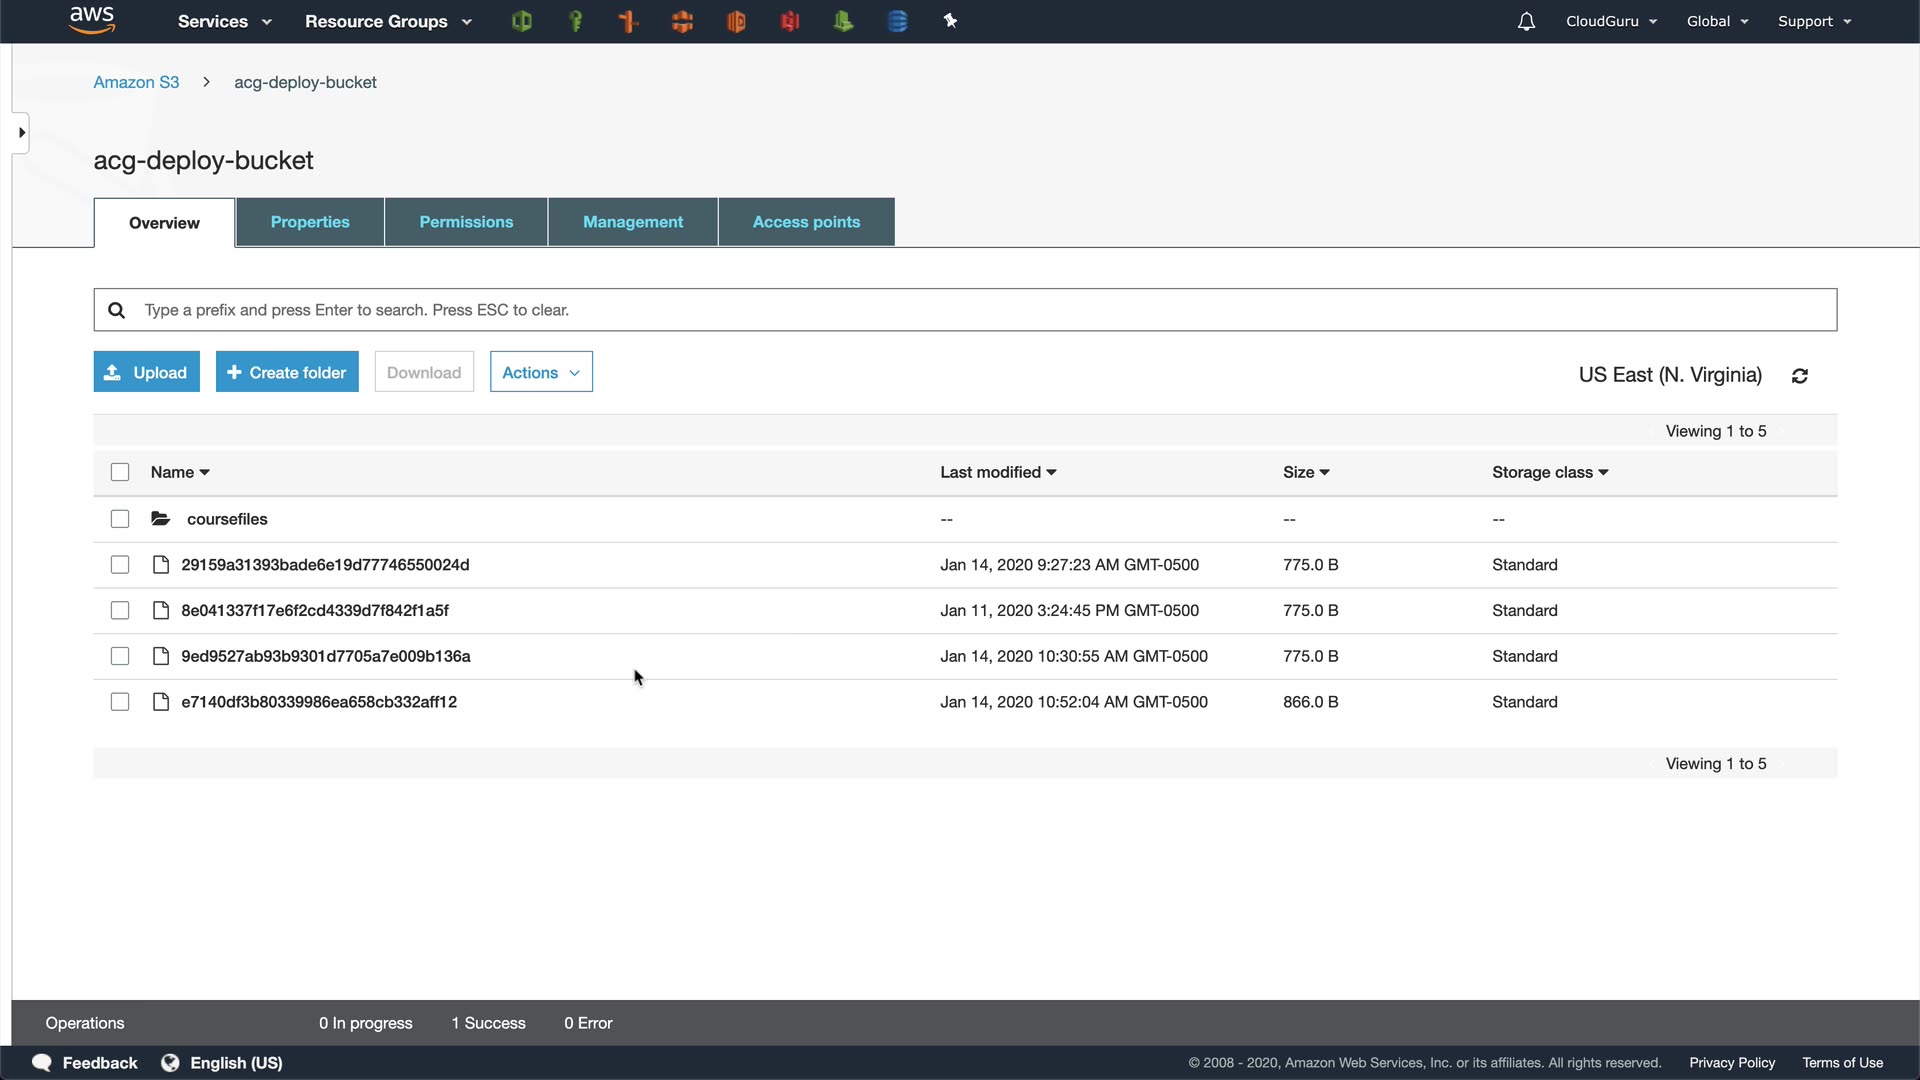 aws Services Resource Groups CloudGuru Global Support
Amazon S3 > acg-deploy-bucket
acg-deploy-bucket
Overview Properties Permissions Management Access points
Type a prefix and press Enter to search. Press ESC to clear.
Upload + Create folder Download Actions US East (N. Virginia)
Viewing 1 to 5
Name Last modified Size Storage class
coursefiles -- -- --
29159a31393bade6e19d77746550024d Jan 14, 2020 9:27:23 AM GMT-0500 775.0 B Standard
8e041337f17e6f2cd4339d7f842f1a5f Jan 11, 2020 3:24:45 PM GMT-0500 775.0 B Standard
9ed9527ab93b9301d7705a7e009b136a Jan 14, 2020 10:30:55 AM GMT-0500 775.0 B Standard
e7140df3b80339986ea658cb332aff12 Jan 14, 2020 10:52:04 AM GMT-0500 866.0 B Standard
Viewing 1 to 5
Operations 0 In progress 1 Success 0 Error
Feedback English (US) © 2008 - 2020, Amazon Web Services, Inc. or its affiliates. All rights reserved. Privacy Policy Terms of Use